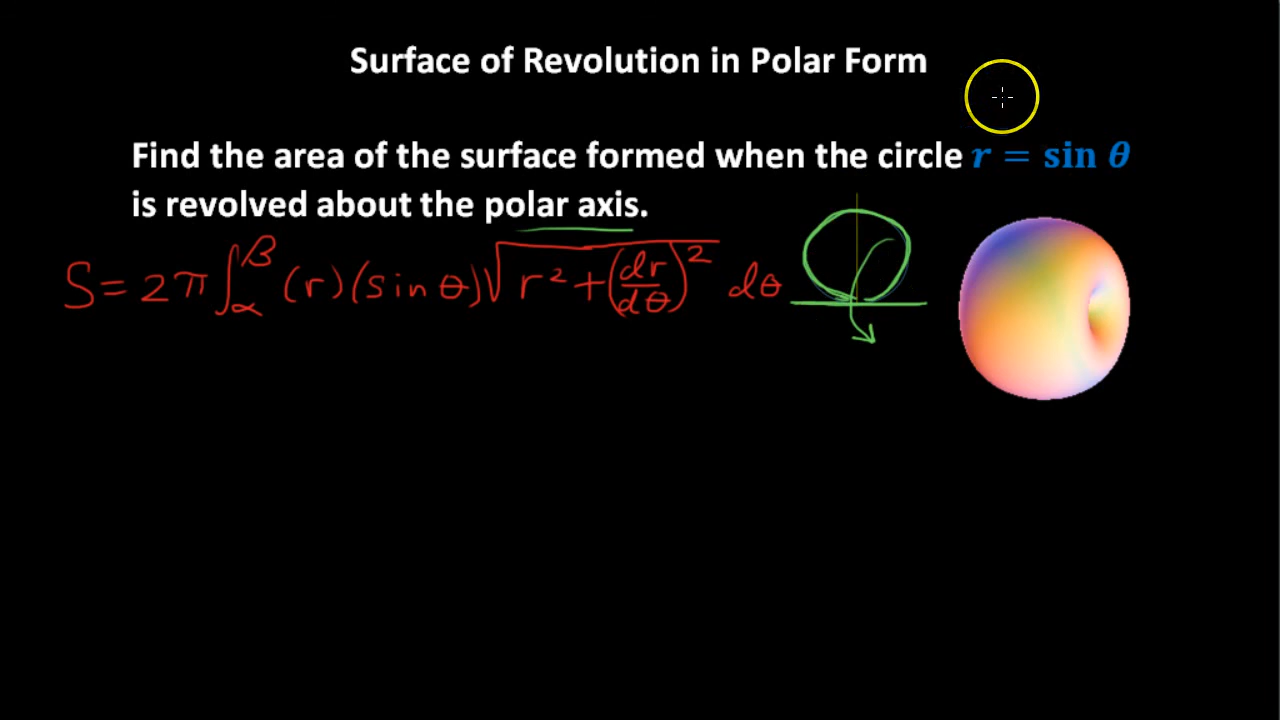 Surface of Revolution in Polar Form
Find the area of the surface formed when the circle r = sin θ
is revolved about the polar axis.
S = 2π ∫_α^β (r)(sin θ)√(r² + (dr/dθ)²) dθ